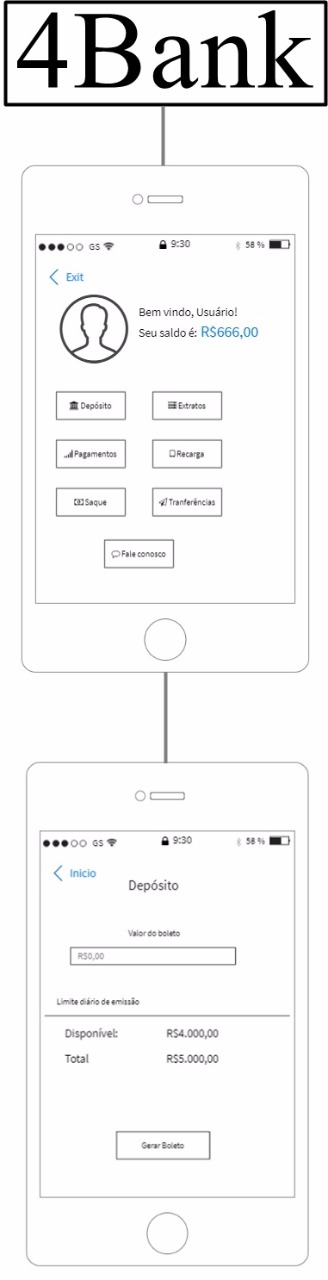 4Bank
GS 9:30 58 %
Exit
Bem vindo, Usuário!
Seu saldo é: R$666,00
Depósito Extratos
Pagamentos Recarga
Saque Tranferências
Fale conosco
GS 9:30 58 %
Inicio
Depósito
Valor do boleto
R$0,00
Limite diário de emissão
Disponível: R$4.000,00
Total R$5.000,00
Gerar Boleto